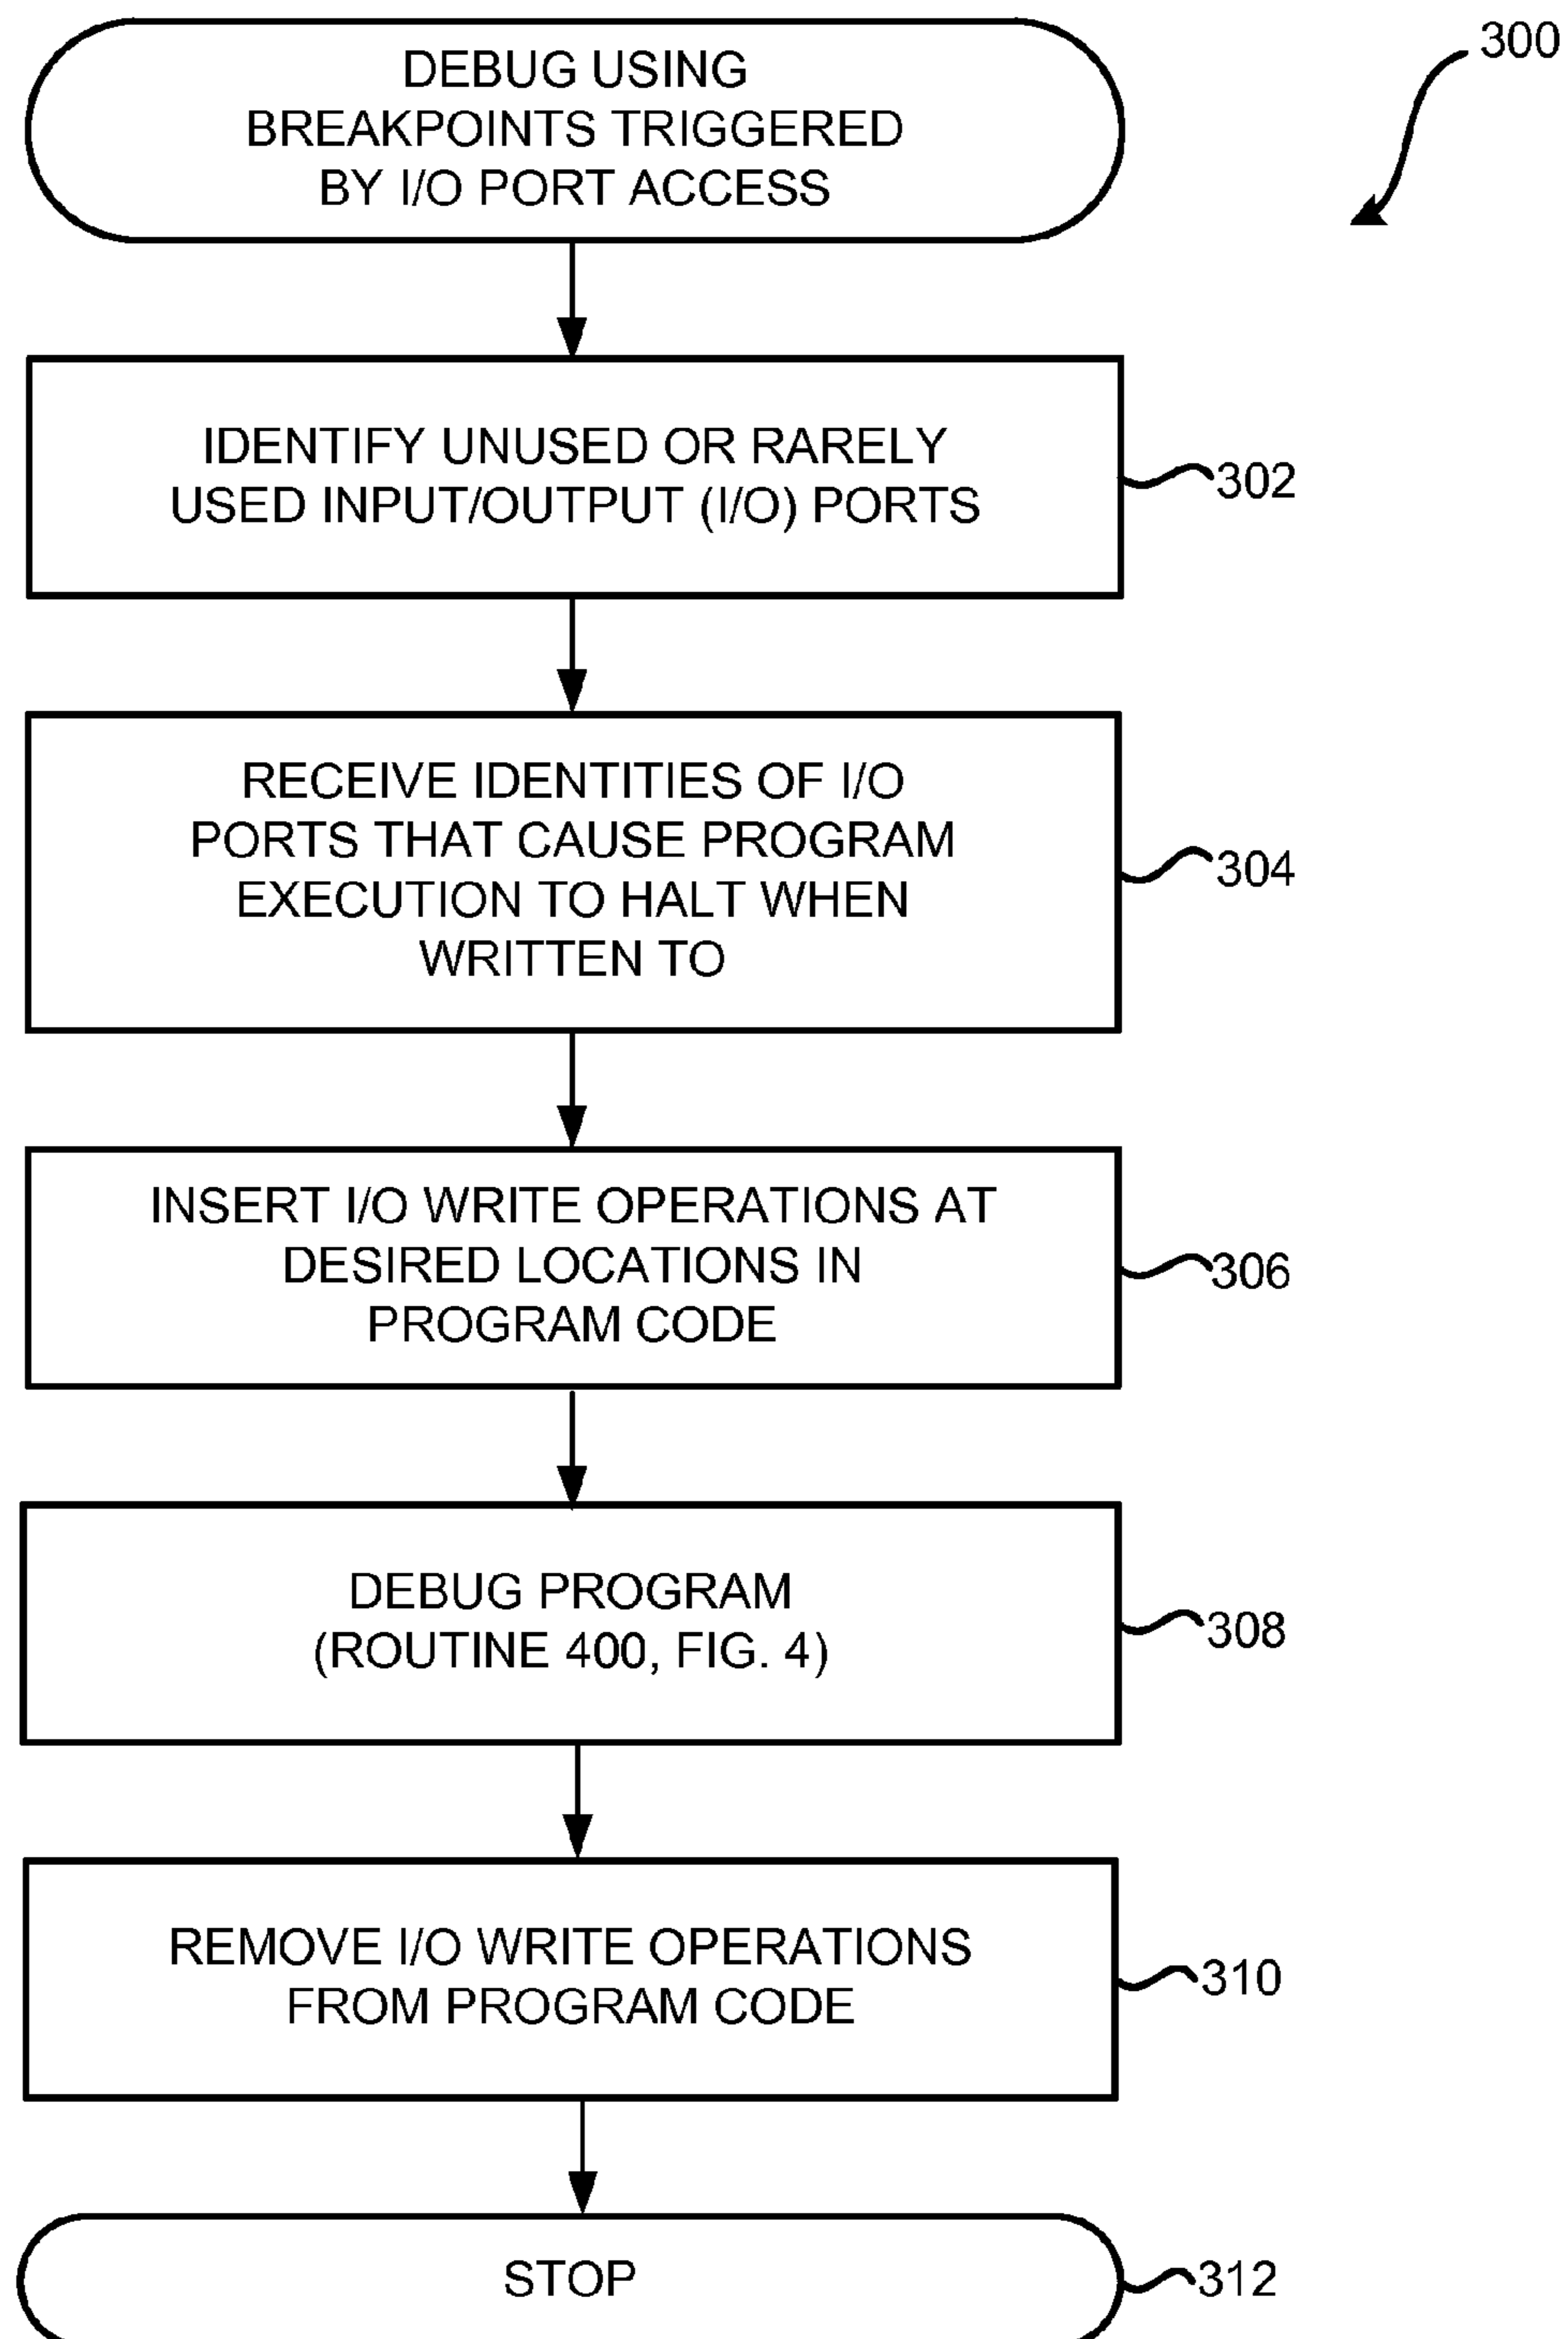 300
DEBUG USING
BREAKPOINTS TRIGGERED
BY I/O PORT ACCESS
IDENTIFY UNUSED OR RARELY
USED INPUT/OUTPUT (I/O) PORTS
302
RECEIVE IDENTITIES OF I/O
PORTS THAT CAUSE PROGRAM
EXECUTION TO HALT WHEN
WRITTEN TO
304
INSERT I/O WRITE OPERATIONS AT
DESIRED LOCATIONS IN
PROGRAM CODE
306
DEBUG PROGRAM
(ROUTINE 400, FIG. 4)
308
REMOVE I/O WRITE OPERATIONS
FROM PROGRAM CODE
310
STOP
312